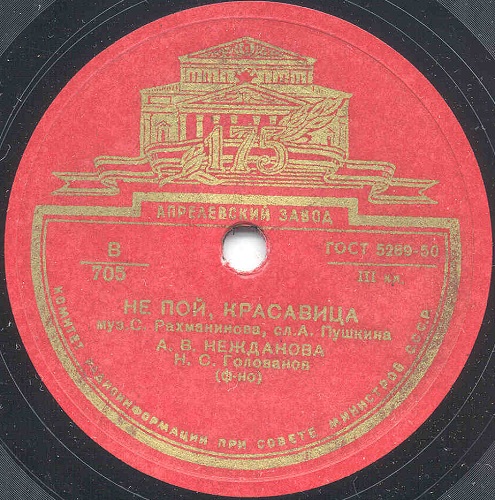 175
АПРЕЛЕВСКИЙ ЗАВОД
В
705
ГОСТ 5289-50
III кл.
НЕ ПОЙ, КРАСАВИЦА
муз. С. Рахманинова, сл. А. Пушкина
А. В. НЕЖДАНОВА
Н. С. Голованов
(ф-но)
КОМИТЕТ РАДИОИНФОРМАЦИИ ПРИ СОВЕТЕ МИНИСТРОВ СССР